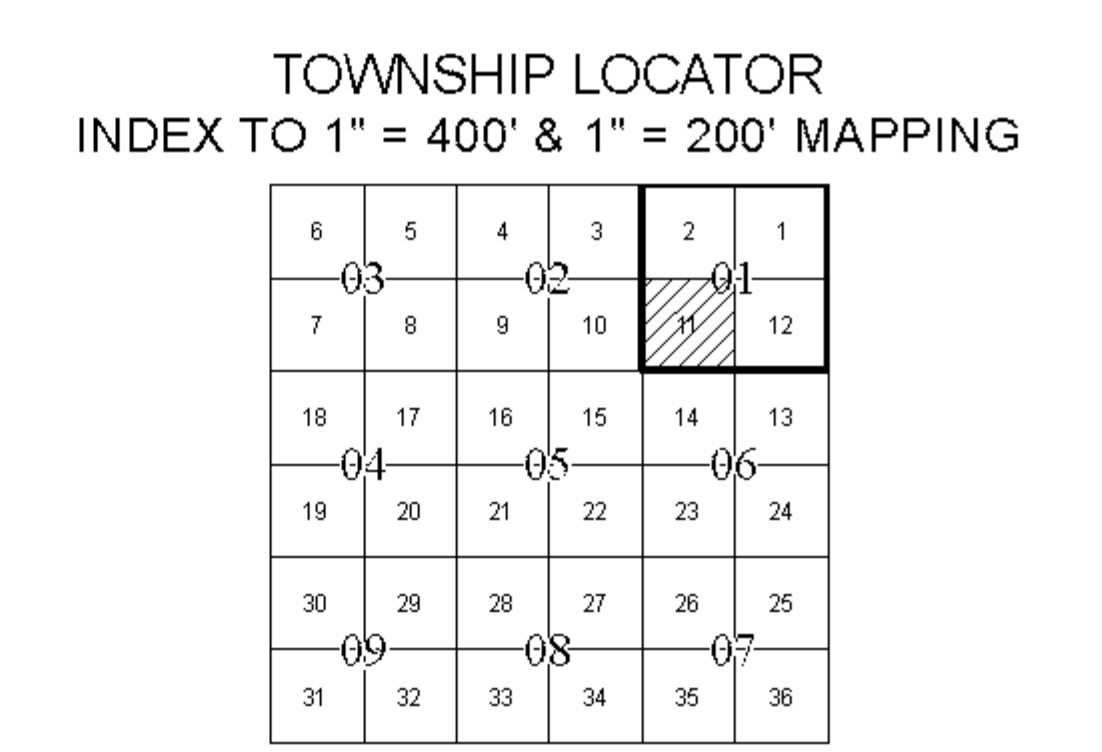 TOWNSHIP LOCATOR
INDEX TO 1" = 400' & 1" = 200' MAPPING
6 5 4 3 2 1
03 02 01
7 8 9 10 11 12
18 17 16 15 14 13
04 05 06
19 20 21 22 23 24
30 29 28 27 26 25
09 08 07
31 32 33 34 35 36